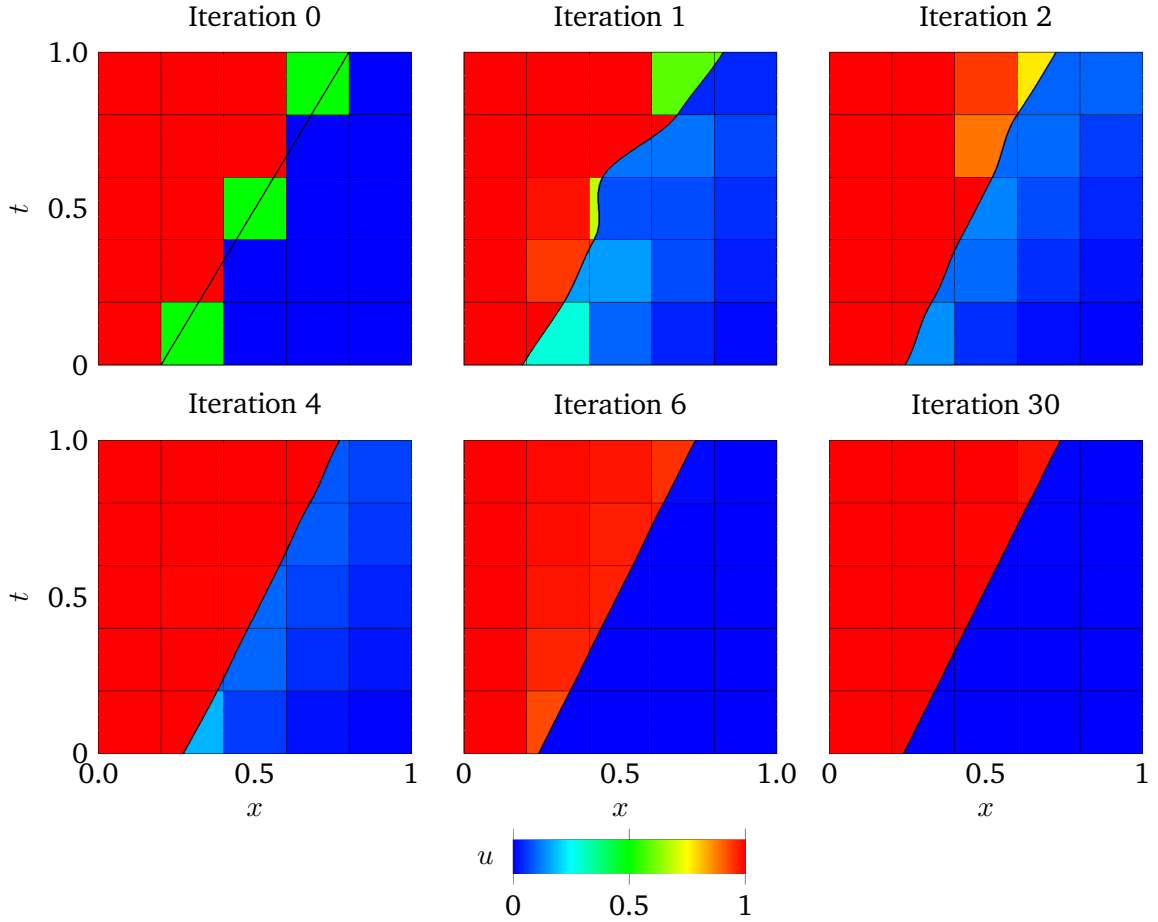 Iteration 0 Iteration 1 Iteration 2
1.0
t 0.5
0
Iteration 4 Iteration 6 Iteration 30
1.0
t 0.5
0
0.0 0.5 1 0 0.5 1.0 0 0.5 1
x x x
u
0 0.5 1